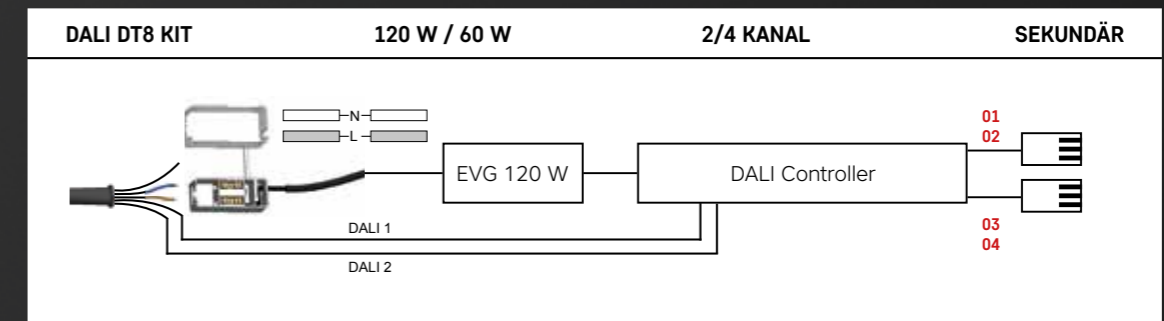 DALI DT8 KIT 120 W / 60 W 2/4 KANAL SEKUNDÄR
N
L
01
02
EVG 120 W
DALI Controller
DALI 1
03
04
DALI 2